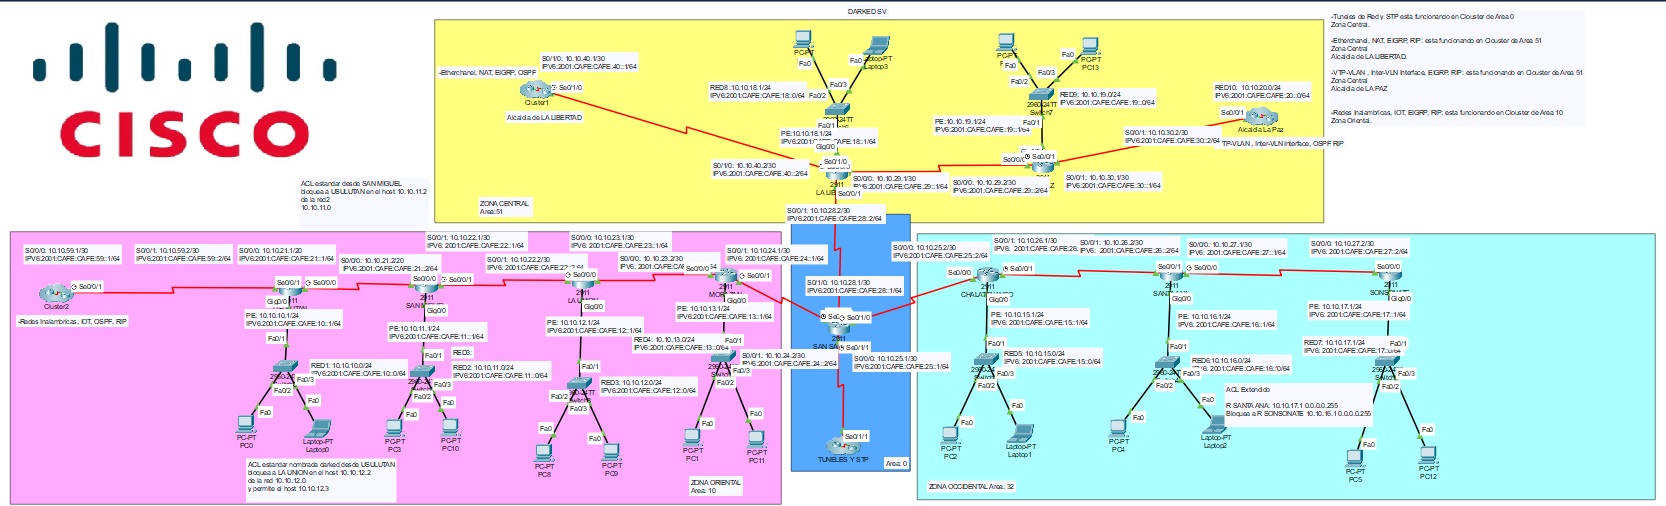 DARKED SV
CISCO
-Tuneles de Red y STP esta funcionando en Clouster de Area 0
Zona Central.
-Etherchanel, NAT, EIGRP, RIP: esta funcionando en Clouster de Area 51
Zona Central
Alcaldia de LA LIBERTAD.
-VTP-VLAN , Inter-VLN Interface, EIGRP, RIP: esta funcionando en Clouster de Area 51
Zona Central
Alcaldia de LA PAZ
-Redes Inalambricas, IOT, EIGRP, RIP: esta funcionando en Clouster de Area 10
Zona Oriental.
S0/1/0: 10.10.40.1/30
IPV6:2001:CAFE:CAFE:40::1/64
-Etherchanel, NAT, EIGRP, OSPF
Se0/1/0
Cluster1
Alcaldia de LA LIBERTAD
PC-PT
Fa0
Fa0
Laptop3
Fa0/2
Fa0/3
RED8: 10.10.18.1/24
IPV6:2001:CAFE:CAFE:18::0/64
PE:10.10.18.1/24
IPV6:2001:CAFE:CAFE:18::1/64
Gig0/0
Se0/1/0
S0/1/0: 10.10.40.2/30
IPV6:2001:CAFE:CAFE:40::2/64
2911
Se0/0/1
S0/0/0: 10.10.29.1/30
IPV6:2001:CAFE:CAFE:29::1/64
S0/0/0: 10.10.29.2/30
IPV6:2001:CAFE:CAFE:29::2/64
PC-PT
PC13
Fa0
Fa0
Fa0/2
Fa0/3
Switch7
RED9: 10.10.19.0/24
IPV6:2001:CAFE:CAFE:19::0/64
PE: 10.10.19.1/24
IPV6:2001:CAFE:CAFE:19::1/64
Fa0/1
Se0/0/1
S0/1/1: 10.10.30.1/30
IPV6:2001:CAFE:CAFE:30::1/64
S0/0/1: 10.10.30.2/30
IPV6:2001:CAFE:CAFE:30::2/64
RED10: 10.10.20.0/24
IPV6:2001:CAFE:CAFE:20::0/64
Se0/0/1
Alcaldia La Paz
TP-VLAN , Inter-VLN Interface, OSPF RIP
ZONA CENTRAL
Area:51
ACL estandar desde SAN MIGUEL
bloquea a USULUTAN en el host 10.10.11.2
de la red2
10.10.11.0
S0/0/1: 10.10.28.2/30
IPV6:2001:CAFE:CAFE:28::2/64
S0/1/0: 10.10.28.1/30
IPV6:2001:CAFE:CAFE:28::1/64
Se0/1/0
2911
Se0/1/1
S0/0/1: 10.10.24.2/30
IPV6:2001:CAFE:CAFE:24::2/64
S0/0/0: 10.10.25.1/30
IPV6:2001:CAFE:CAFE:25::1/64
Se0/1/1
TUNELES Y STP
Area: 0
S0/0/0: 10.10.59.1/30
IPV6:2001:CAFE:CAFE:59::1/64
S0/0/1: 10.10.59.2/30
IPV6:2001:CAFE:CAFE:59::2/64
S0/0/0: 10.10.21.1/20
IPV6:2001:CAFE:CAFE:21::1/64
S0/0/0: 10.10.21.2/20
IPV6:2001:CAFE:CAFE:21::2/64
S0/0/1: 10.10.22.1/30
IPV6: 2001:CAFE:CAFE:22::1/64
S0/0/1: 10.10.22.2/30
S0/0/0: 10.10.23.1/30
IPV6:2001:CAFE:CAFE:23::1/64
S0/0/0: 10.10.23.2/30
S0/0/1: 10.10.24.1/30
IPV6:2001:CAFE:CAFE:24::1/64
Se0/0/1
Cluster2
-Redes Inalambricas, IOT, OSPF, RIP
Se0/0/1
Se0/0/0
Gig0/0
PE: 10.10.10.1/24
IPV6:2001:CAFE:CAFE:10::1/64
Fa0/1
RED1: 10.10.10.0/24
IPV6:2001:CAFE:CAFE:10::0/64
Fa0/2
Fa0/3
Fa0
Fa0
PC-PT
PC0
Laptop-PT
Laptop0
Se0/0/0
Se0/0/1
2911
Gig0/0
PE:10.10.11.1/24
IPV6:2001:CAFE:CAFE:11::1/64
Fa0/1
RED3:
RED2: 10.10.11.0/24
IPV6:2001:CAFE:CAFE:11::0/64
Fa0/2
Fa0/3
Fa0
Fa0
PC-PT
PC3
PC-PT
PC10
Se0/0/1
Se0/0/0
2911
Gig0/0
PE: 10.10.12.1/24
IPV6:2001:CAFE:CAFE:12::1/64
Fa0/1
RED3: 10.10.12.0/24
IPV6:2001:CAFE:CAFE:12::0/64
Fa0/2
Fa0/3
Fa0
Fa0
PC-PT
PC8
PC-PT
PC9
Se0/0/0
Se0/0/1
2911
Gig0/0
PE: 10.10.13.1/24
IPV6:2001:CAFE:CAFE:13::1/64
RED4: 10.10.13.0/24
IPV6:2001:CAFE:CAFE:13::0/64
Fa0/1
Fa0/3
Fa0
Fa0
PC-PT
PC1
PC-PT
PC11
ACL estandar nombrada darked desde USULUTAN
bloquea a LA UNION en el host 10.10.12.2
de la red 10.10.12.0
y permite el host 10.10.12.3
ZONA ORIENTAL
Area: 10
S0/0/0: 10.10.25.2/30
IPV6:2001:CAFE:CAFE:25::2/64
S0/0/1: 10.10.26.1/30
IPV6: 2001:CAFE:CAFE:26:
S0/0/1: 10.10.26.2/30
IPV6: 2001:CAFE:CAFE:26::2/64
S0/0/0: 10.10.27.1/30
IPV6: 2001:CAFE:CAFE:27::1/64
S0/0/0: 10.10.27.2/30
IPV6:2001:CAFE:CAFE:27::2/64
Se0/0/0
Se0/0/1
2911
Gig0/0
PE: 10.10.15.1/24
IPV6:2001:CAFE:CAFE:15::1/64
Fa0/1
RED5: 10.10.15.0/24
IPV6: 2001:CAFE:CAFE:15::0/64
Fa0/2
Fa0/3
Fa0
Fa0
PC-PT
PC2
Laptop-PT
Laptop1
Se0/0/1
Se0/0/0
2911
Gig0/0
PE: 10.10.16.1/24
IPV6:2001:CAFE:CAFE:16::1/64
Fa0/1
RED6:10.10.16.0/24
IPV6: 2001:CAFE:CAFE:16::0/64
Fa0/2
Fa0/3
Fa0
Fa0
PC-PT
PC4
Laptop-PT
Laptop2
Se0/0/0
2911
Gig0/0
PE: 10.10.17.1/24
IPV6:2001:CAFE:CAFE:17::1/64
RED7: 10.10.17.1/24
Fa0/1
Fa0/2
Fa0/3
Fa0
Fa0
PC-PT
PC5
PC-PT
PC12
ACL Extendido
R SANTA ANA: 10.10.17.1 0.0.0.255
Bloquea a R SONSONATE 10.10.16.1 0.0.0.255
ZONA OCCIDENTAL Area: 32